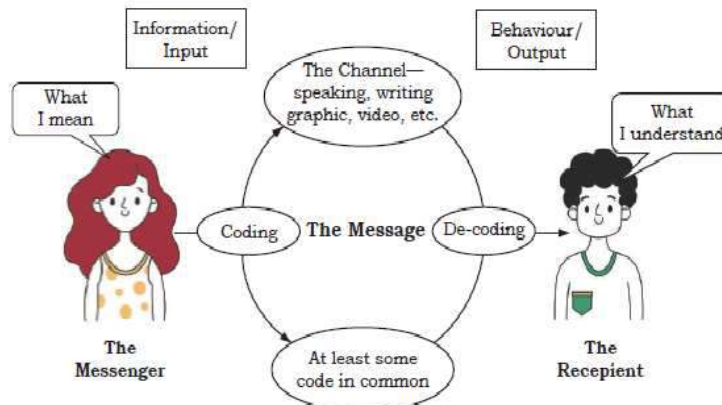 Information/
Input
Behaviour/
Output
The Channel—
speaking, writing
graphic, video, etc.
What
I mean
What
I understand
Coding
The Message
De-coding
The
Messenger
At least some
code in common
The
Recepient